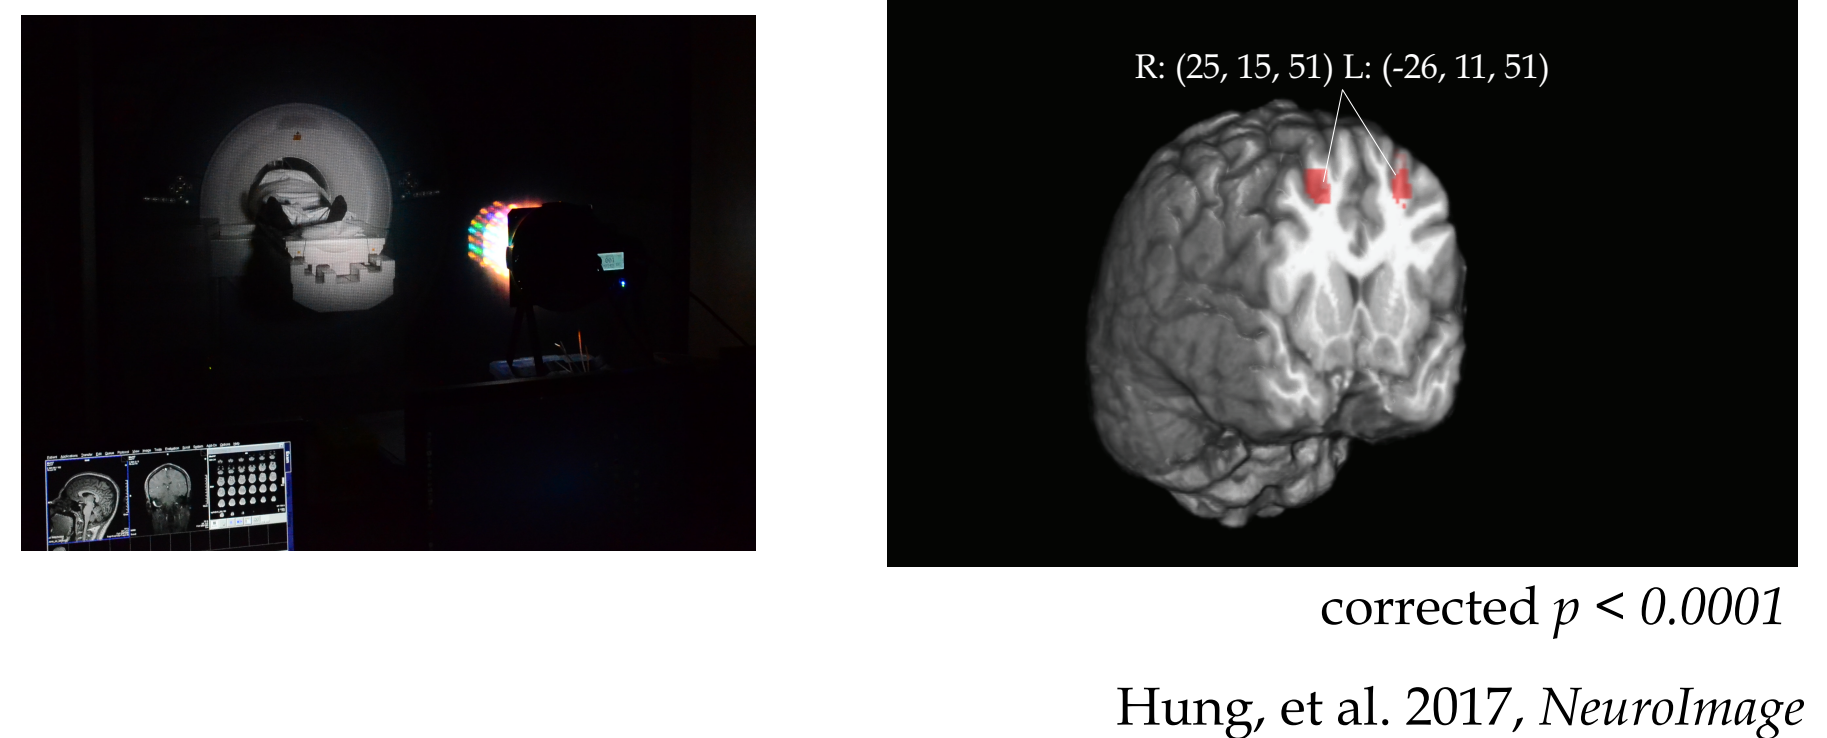 R: (25, 15, 51) L: (-26, 11, 51)
corrected p < 0.0001
Hung, et al. 2017, NeuroImage